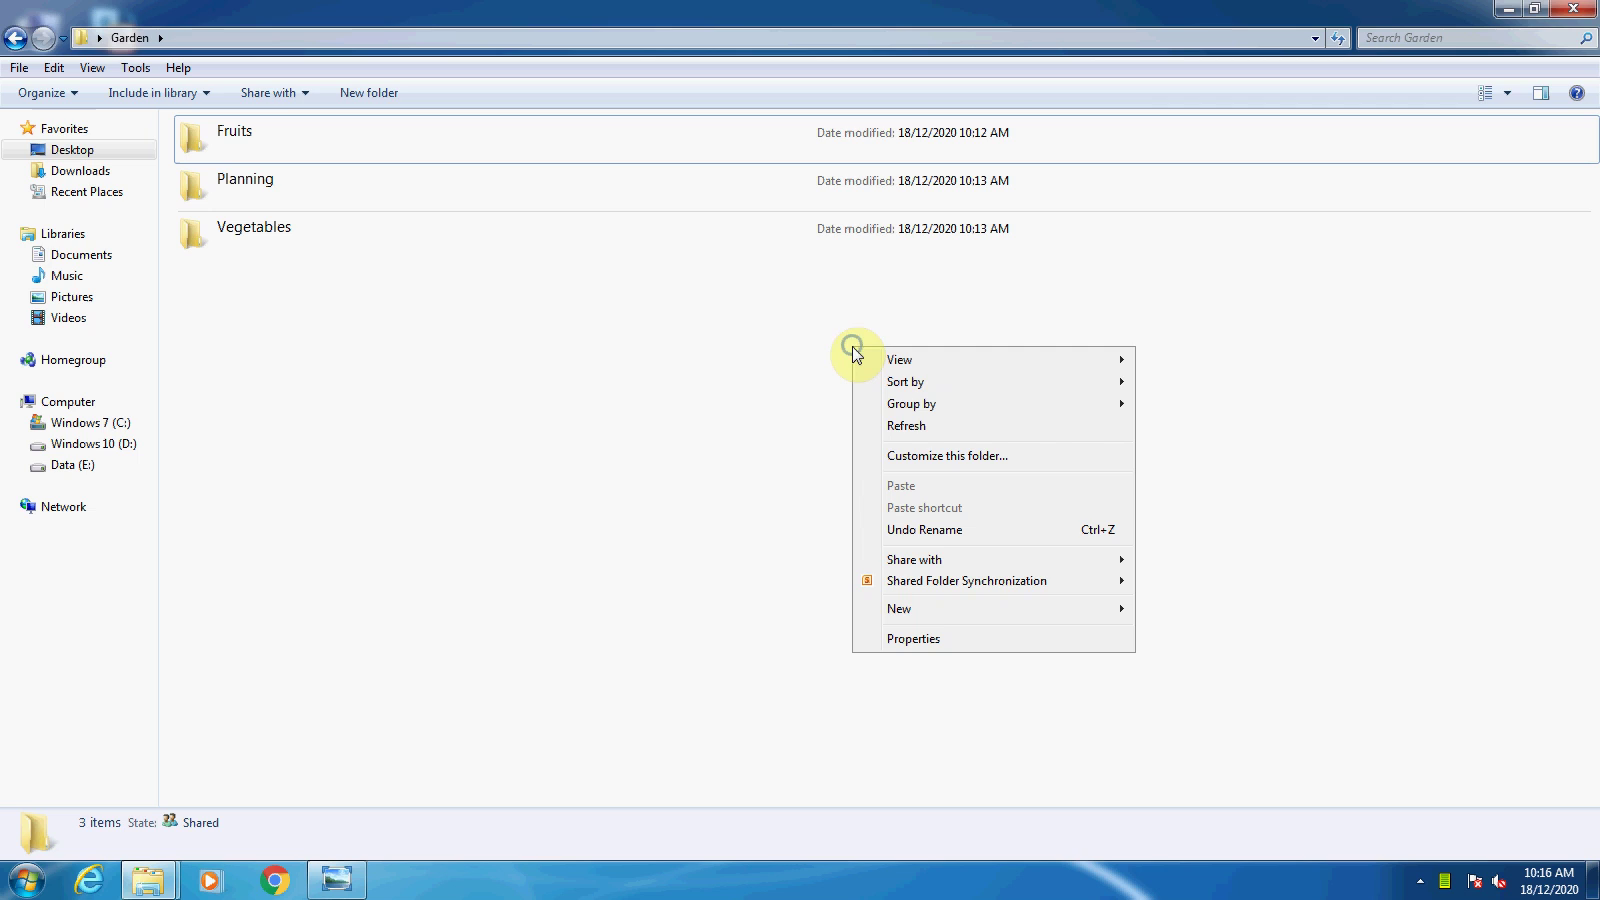 Garden
Search Garden
File Edit View Tools Help
Organize Include in library Share with New folder
Favorites
Desktop
Downloads
Recent Places
Libraries
Documents
Music
Pictures
Videos
Homegroup
Computer
Windows 7 (C:)
Windows 10 (D:)
Data (E:)
Network
Fruits Date modified: 18/12/2020 10:12 AM
Planning Date modified: 18/12/2020 10:13 AM
Vegetables Date modified: 18/12/2020 10:13 AM
View
Sort by
Group by
Refresh
Customize this folder...
Paste
Paste shortcut
Undo Rename Ctrl+Z
Share with
S Shared Folder Synchronization
New
Properties
3 items State: Shared
10:16 AM
18/12/2020